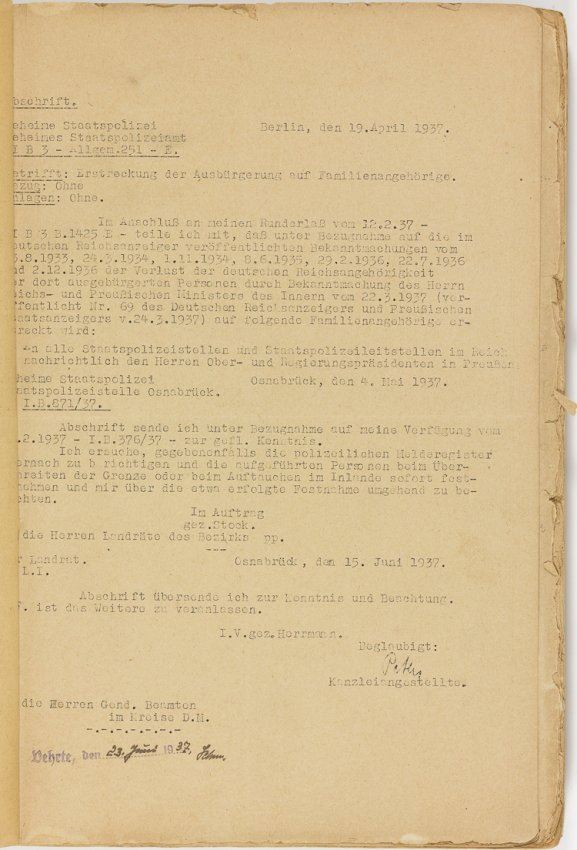 bschrift.
eheime Staatspolizei
Berlin, den 19.April 1937.
eheimes Staatspolizeiamt
I B 3 - Allgem.251 - E.
etrifft: Erstreckung der Ausbürgerung auf Familienangehörige.
ezug: Ohne
nlagen: Ohne.
Im Anschluß an meinen Runderlaß vom 12.2.37 -
I B 3 B.1425 E - teile ich mit, daß unter Bezugnahme auf die im
eutschen Reichsanzeiger veröffentlichten Bekanntmachungen vom
.8.1933, 24.3.1934, 1.11.1934, 8.6.1935, 29.2.1936, 22.7.1936
nd 2.12.1936 der Verlust der deutschen Reichsangehörigkeit
er dort ausgebürgerten Personen durch Bekanntmachung des Herrn
eichs- und Preußischen Ministers des Innern vom 22.3.1937 (ver-
ffentlicht Nr. 69 des Deutschen Reichsanzeigers und Preußischen
taatsanzeigers v.24.3.1937) auf folgende Familienangehörige er-
treckt wird:
An alle Staatspolizeistellen und Staatspolizeileitstellen im Reich
nachrichtlich den Herren Ober- und Regierungspräsidenten in Preußen.
heime Staatspolizei
Osnabrück, den 4. Mai 1937.
aatspolizeistelle Osnabrück.
I.B.871/37.
Abschrift sende ich unter Bezugnahme auf meine Verfügung vom
.2.1937 - I.B.376/37 - zur gefl. Kenntnis.
Ich ersuche, gegebenenfalls die polizeilichen Melderegister
ernach zu b richtigen und die aufgeführten Personen beim Über-
hreiten der Grenze oder beim Auftauchen im Inlande sofort fest-
nehmen und mir über die etwa erfolgte Festnahme umgehend zu be-
chten.
Im Auftrag
gez.Stock.
die Herren Landräte des Bezirks pp.
---
r Landrat.
Osnabrück, den 15. Juni 1937.
L.I.
Abschrift übersende ich zur Kenntnis und Beachtung.
F. ist das Weitere zu veranlassen.
I.V.gez.Herrmann.
Beglaubigt:
Kanzleiangestellte.
die Herren Gend. Beamten
im Kreise D.M.
-.-.-.-.-.-.-
Vehrte, den 23. Juni 1937.